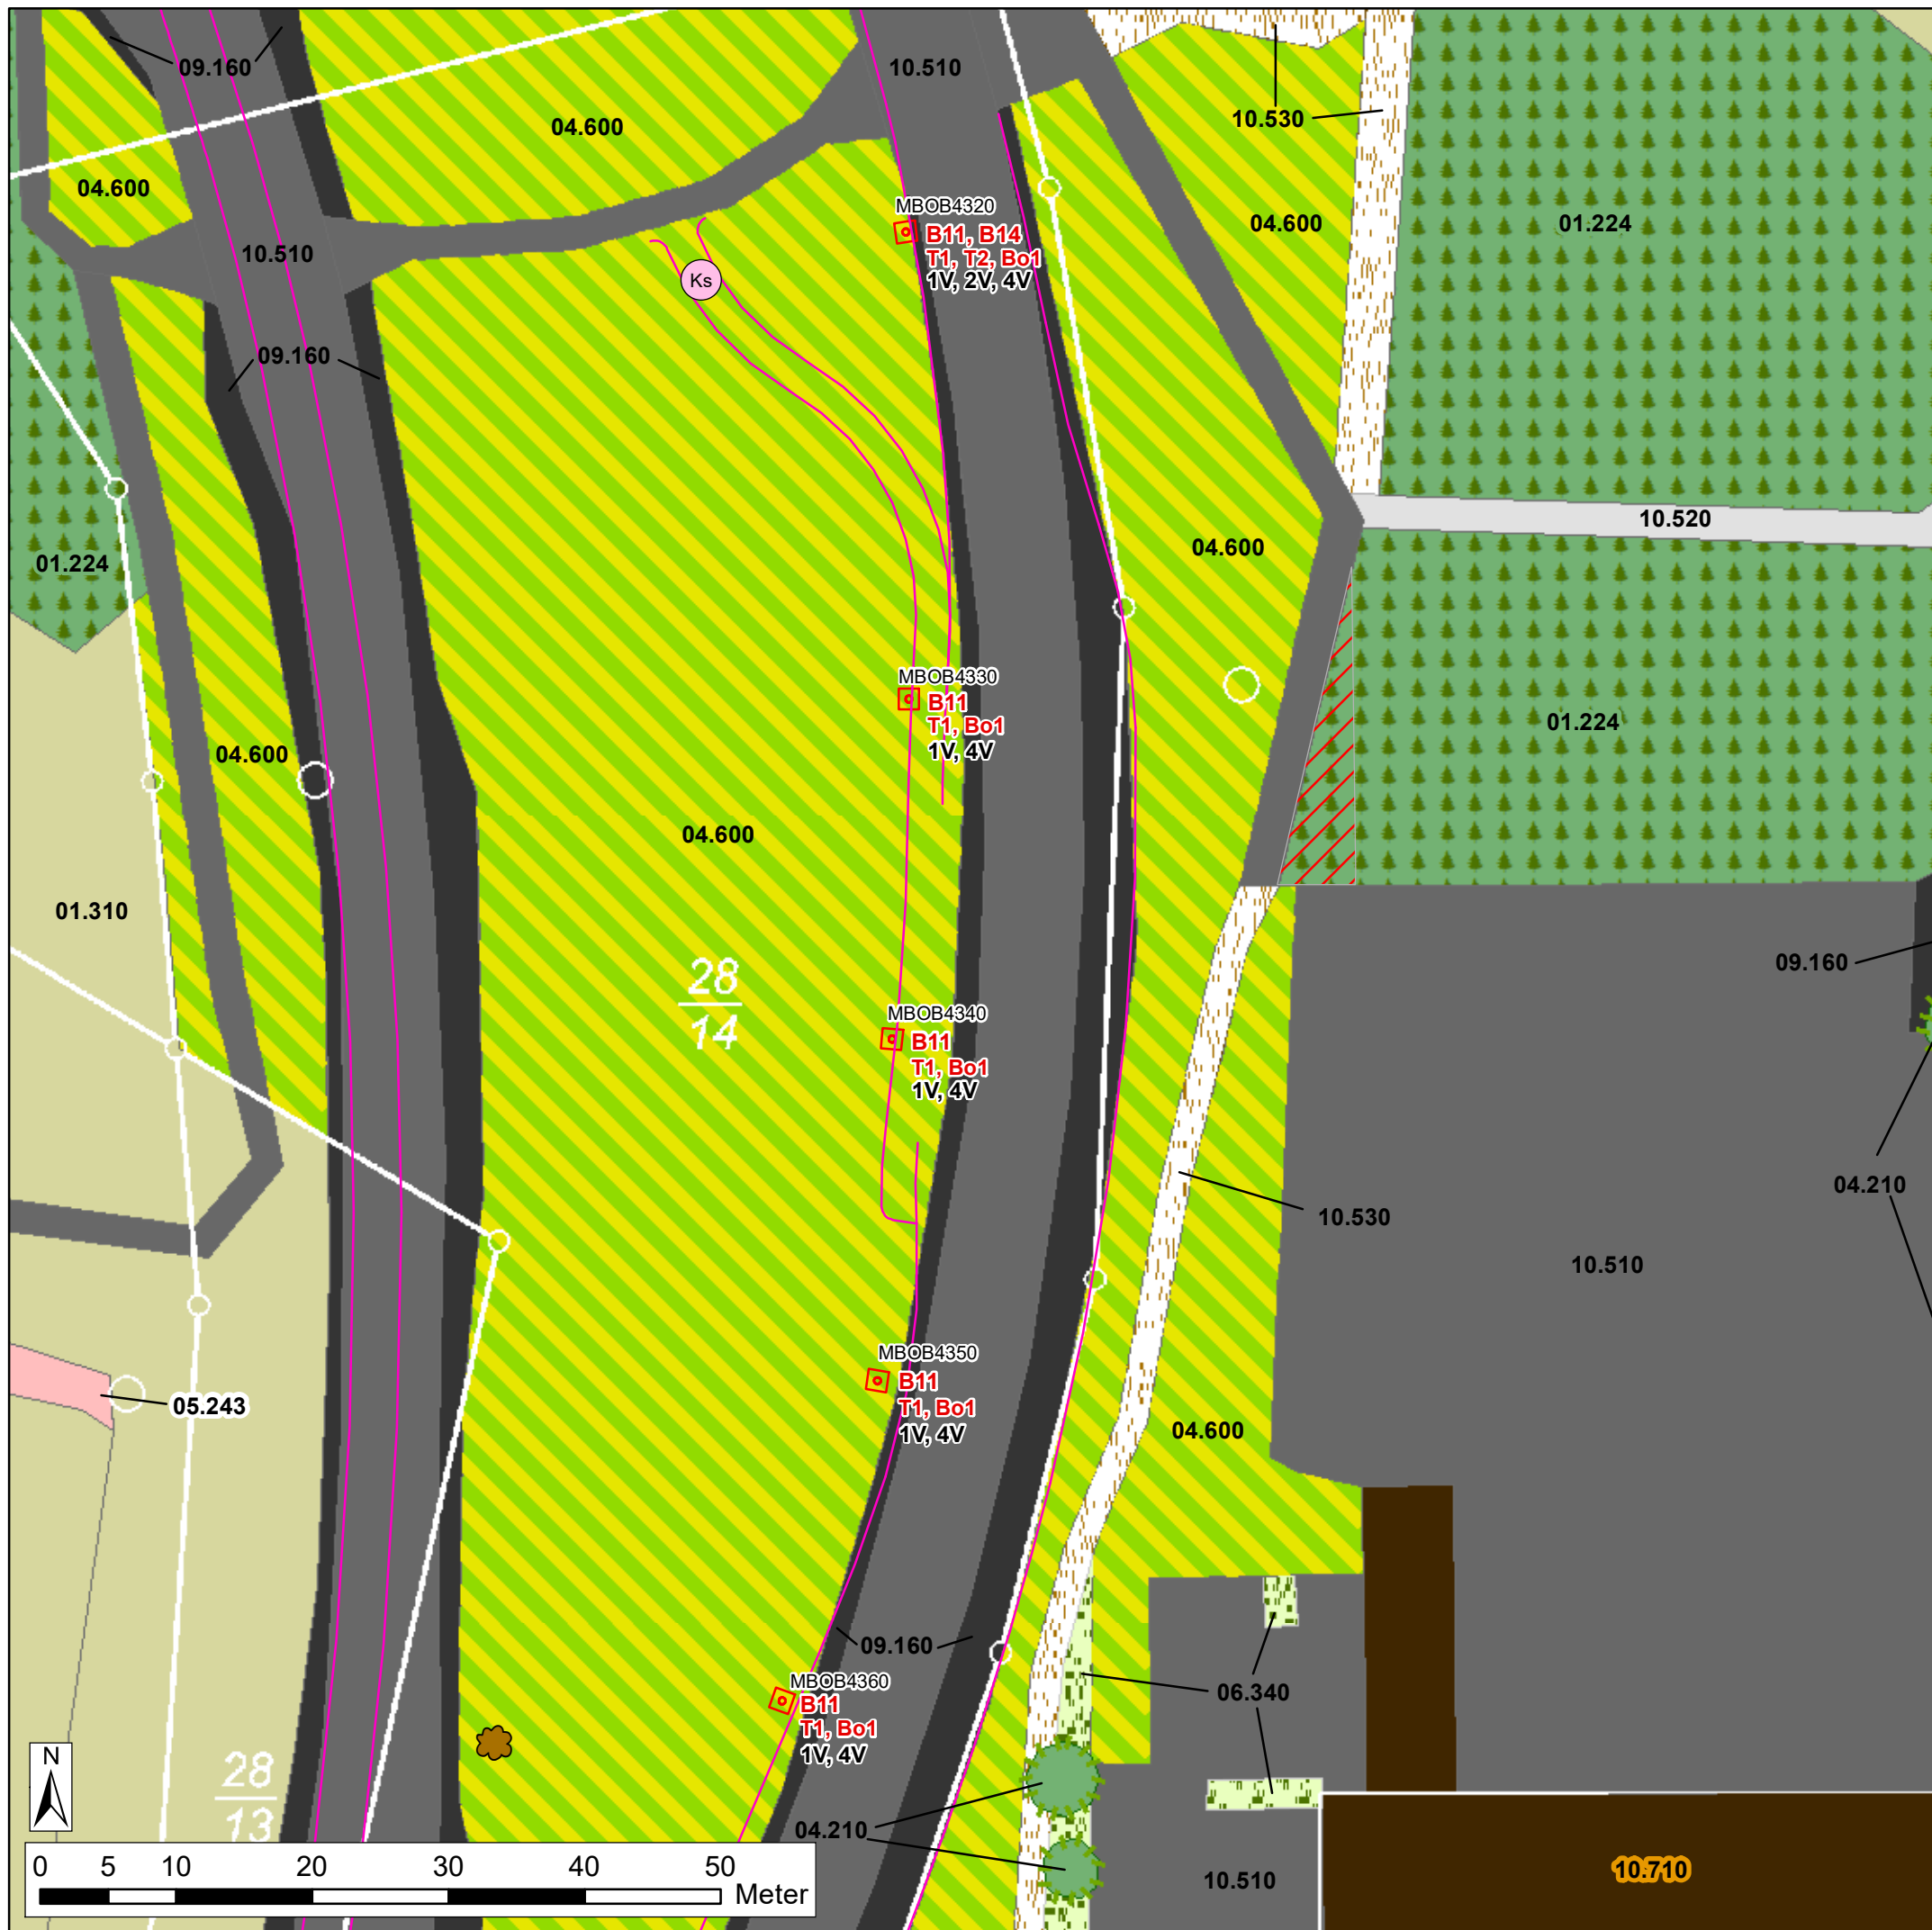 09.160
10.510
10.530
04.600
04.600
04.600
01.224
MBOB4320
B11, B14
T1, T2, Bo1
1V, 2V, 4V
10.510
Ks
09.160
10.520
04.600
01.224
MBOB4330
B11
T1, Bo1
1V, 4V
01.224
04.600
04.600
01.310
09.160
28
14
MBOB4340
B11
T1, Bo1
1V, 4V
04.210
10.530
10.510
MBOB4350
B11
T1, Bo1
1V, 4V
05.243
04.600
09.160
MBOB4360
B11
T1, Bo1
1V, 4V
06.340
N
28
13
04.210
10.510
10.710
0 5 10 20 30 40 50
Meter